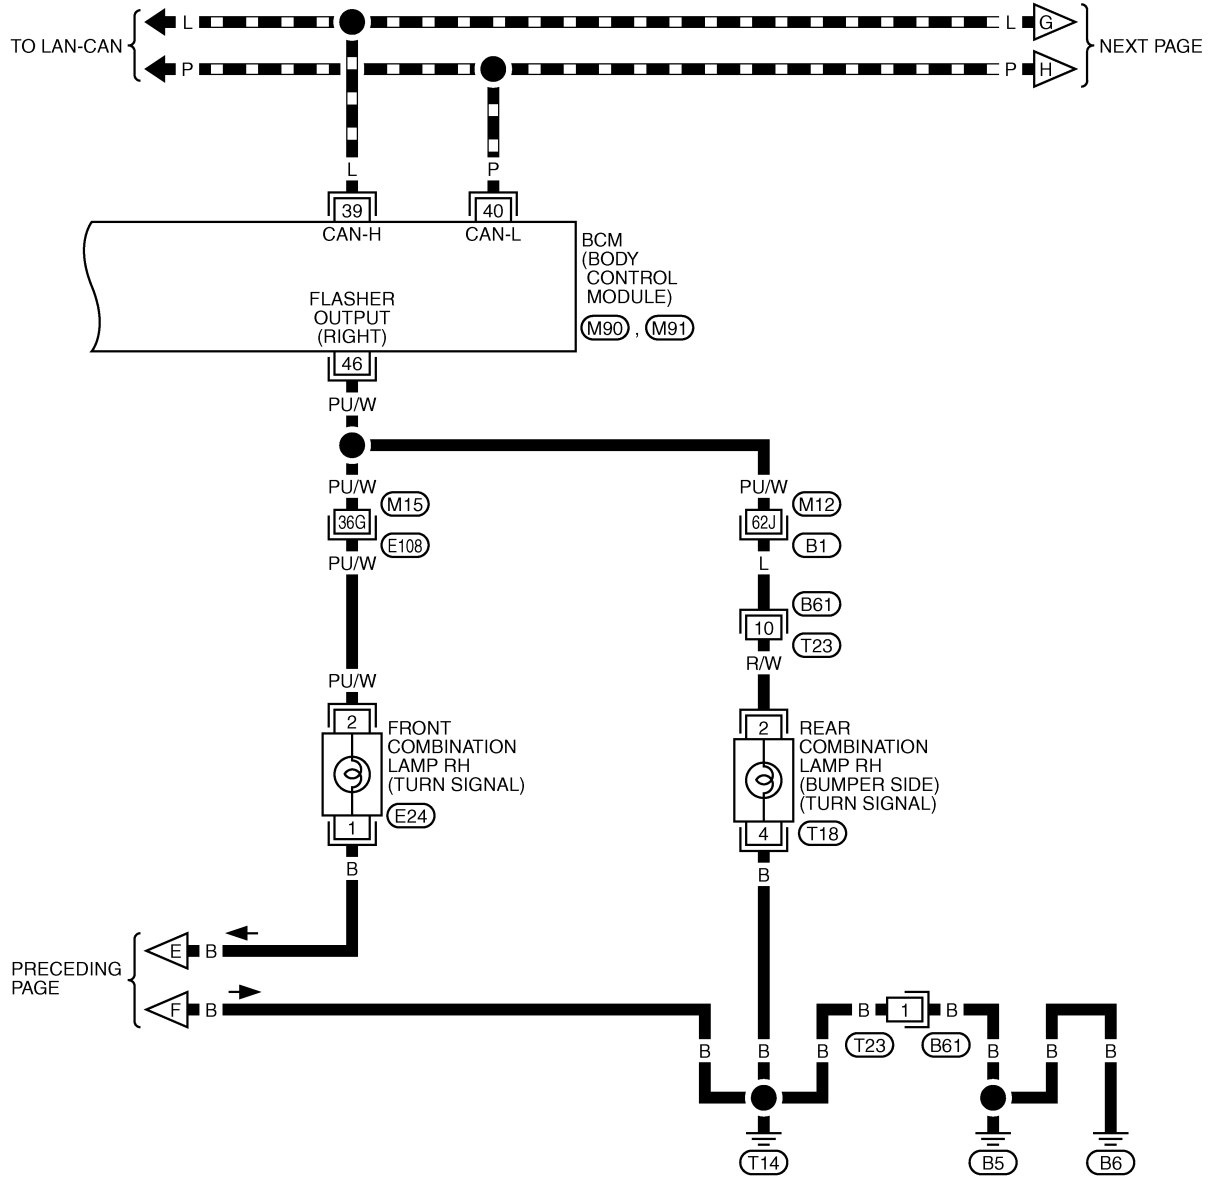 L
L
G
TO LAN-CAN
NEXT PAGE
P
P
H
L
P
39
40
CAN-H
CAN-L
BCM
(BODY
CONTROL
MODULE)
FLASHER
OUTPUT
(RIGHT)
M90 , M91
46
PU/W
PU/W
PU/W
M15
M12
36G
62J
E108
B1
PU/W
L
B61
10
T23
R/W
PU/W
2
FRONT
COMBINATION
LAMP RH
(TURN SIGNAL)
2
REAR
COMBINATION
LAMP RH
(BUMPER SIDE)
(TURN SIGNAL)
E24
1
4
T18
B
B
E
B
PRECEDING
PAGE
F
B
B
1
B
T23
B61
B
B
B
B
B
B
T14
B5
B6